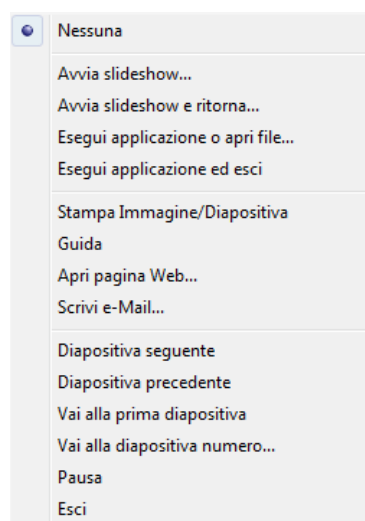 Nessuna
Avvia slideshow...
Avvia slideshow e ritorna...
Esegui applicazione o apri file...
Esegui applicazione ed esci
Stampa Immagine/Diapositiva
Guida
Apri pagina Web...
Scrivi e-Mail...
Diapositiva seguente
Diapositiva precedente
Vai alla prima diapositiva
Vai alla diapositiva numero...
Pausa
Esci